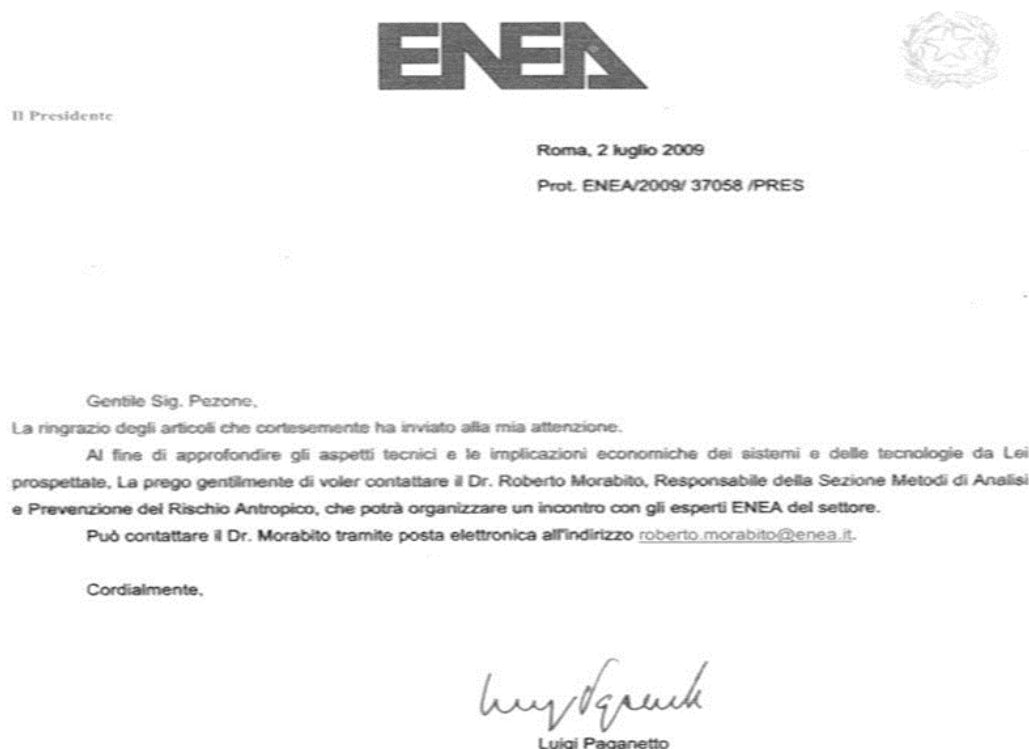 ENEA
Il Presidente
Roma, 2 luglio 2009
Prot. ENEA/2009/ 37058 /PRES
Gentile Sig. Pezone,
La ringrazio degli articoli che cortesemente ha inviato alla mia attenzione.
Al fine di approfondire gli aspetti tecnici e le implicazioni economiche dei sistemi e delle tecnologie da Lei
prospettate, La prego gentilmente di voler contattare il Dr. Roberto Morabito, Responsabile della Sezione Metodi di Analisi
e Prevenzione del Rischio Antropico, che potrà organizzare un incontro con gli esperti ENEA del settore.
Può contattare il Dr. Morabito tramite posta elettronica all'indirizzo roberto.morabito@enea.it.
Cordialmente,
Luigi Paganetto